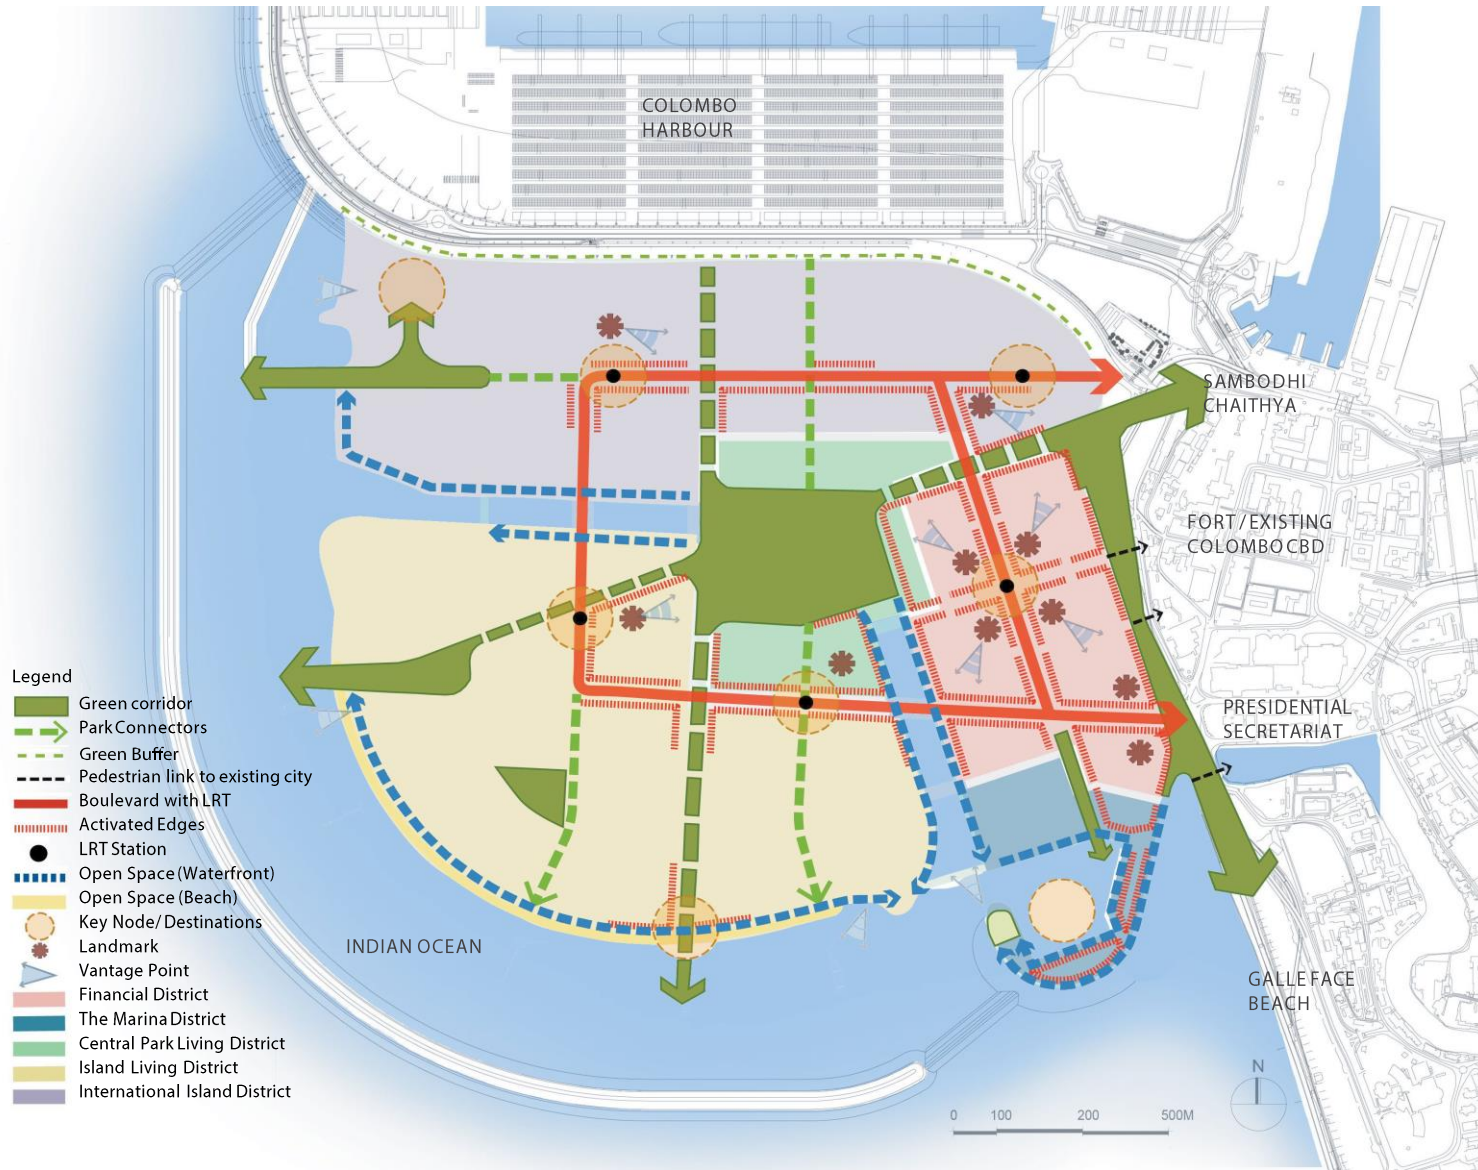 COLOMBO
HARBOUR
SAMBODHI
CHAITHYA
FORT / EXISTING
COLOMBO CBD
PRESIDENTIAL
SECRETARIAT
GALLE FACE
BEACH
INDIAN OCEAN
Legend
Green corridor
Park Connectors
Green Buffer
Pedestrian link to existing city
Boulevard with LRT
Activated Edges
LRT Station
Open Space (Waterfront)
Open Space (Beach)
Key Node/ Destinations
Landmark
Vantage Point
Financial District
The Marina District
Central Park Living District
Island Living District
International Island District
N
0 100 200 500M